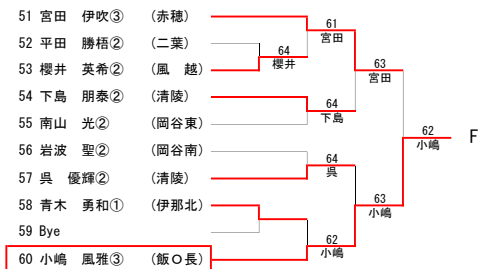 51 宮田　伊吹③　(赤穂)
52 平田　勝梧②　(二葉)
53 櫻井　英希②　(風　越)
54 下島　朋泰②　(清陵)
55 南山　光②　(岡谷東)
56 岩波　聖②　(岡谷南)
57 呉　優輝②　(清陵)
58 青木　勇和①　(伊那北)
59 Bye
60 小嶋　風雅③　(飯O長)
61
宮田
64
櫻井
63
宮田
64
下島
62
小嶋
F
64
呉
63
小嶋
62
小嶋